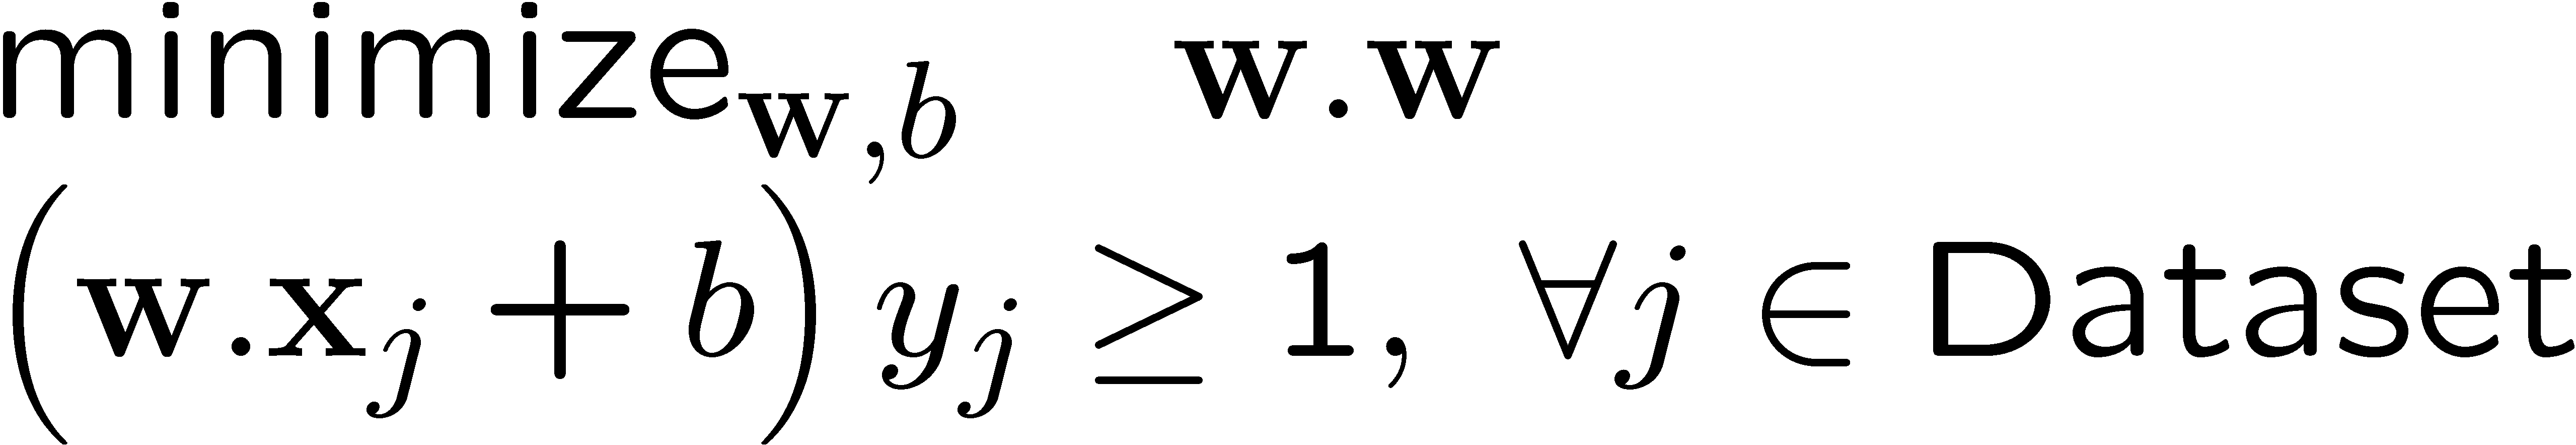 minimize_{w,b} w.w
(w.x_j + b) y_j ≥ 1, ∀j ∈ Dataset